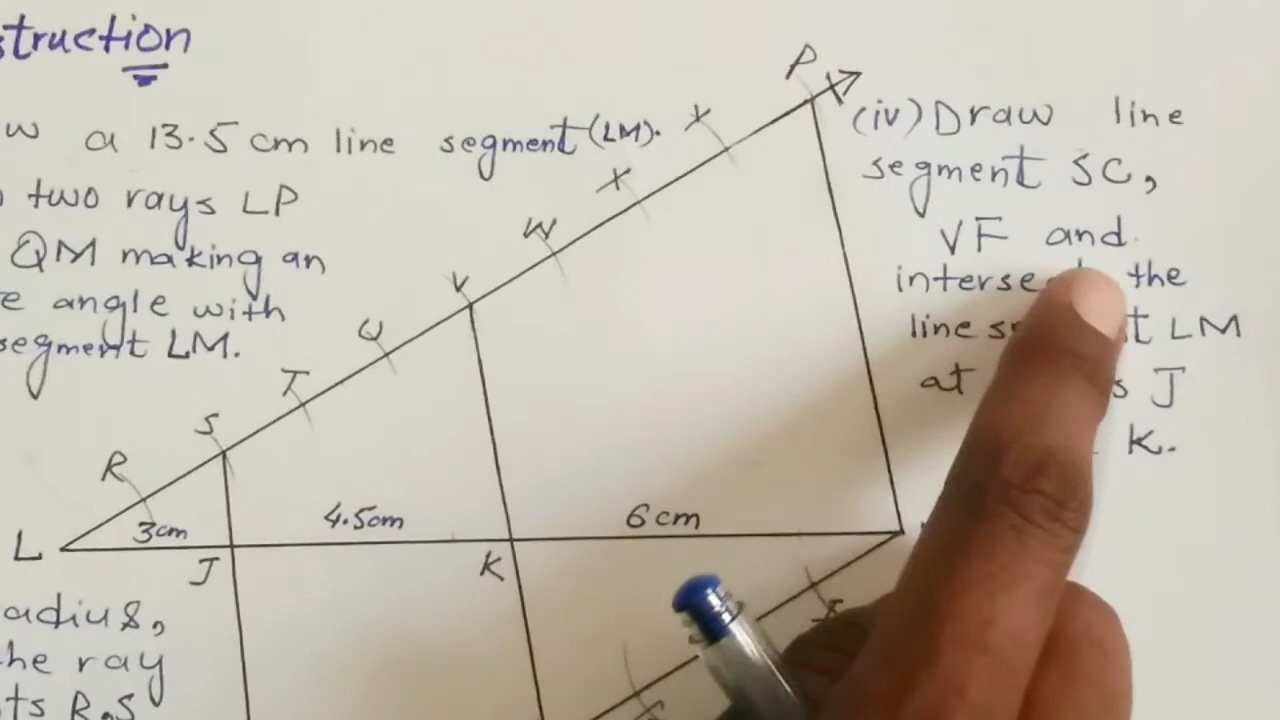 struction
w a 13.5 cm line segment (LM).
two rays LP
QM making an
e angle with
segment LM.
P
(iv) Draw line
segment SC,
VF and
the
line LM
at J
K.
Y
X
W
V
U
T
S
R
3cm
4.5cm
6cm
L
J
K
adius,
he ray
ts R,S